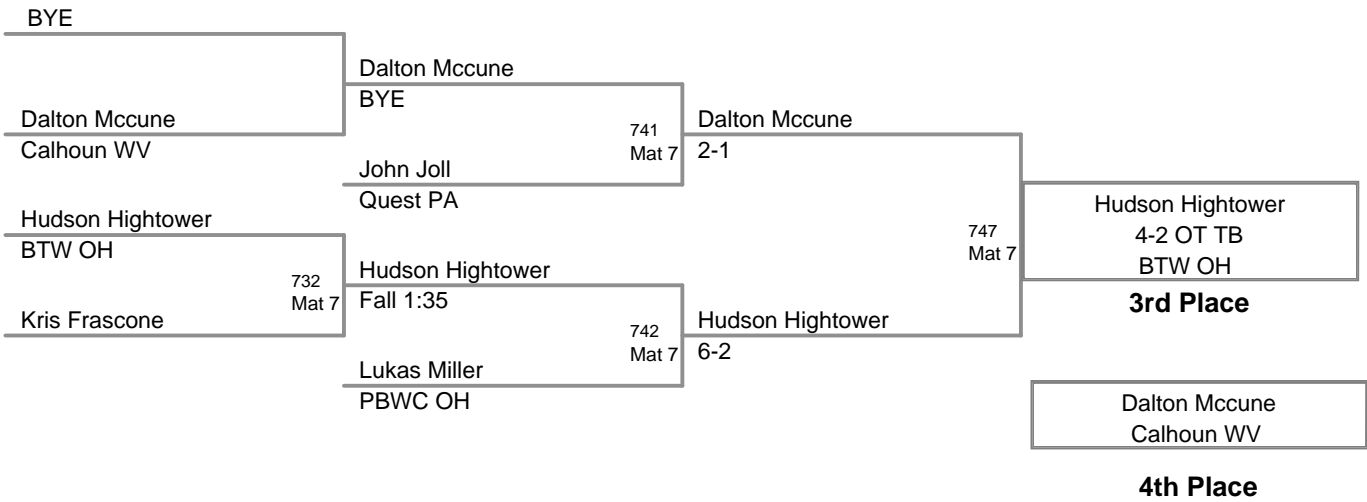 BYE
Dalton Mccune
BYE
Dalton Mccune
Calhoun WV
741
Mat 7
Dalton Mccune
2-1
John Joll
Quest PA
Hudson Hightower
BTW OH
732
Mat 7
Hudson Hightower
Fall 1:35
Kris Frascone
742
Mat 7
Hudson Hightower
6-2
Lukas Miller
PBWC OH
747
Mat 7
Hudson Hightower
4-2 OT TB
BTW OH
3rd Place
Dalton Mccune
Calhoun WV
4th Place